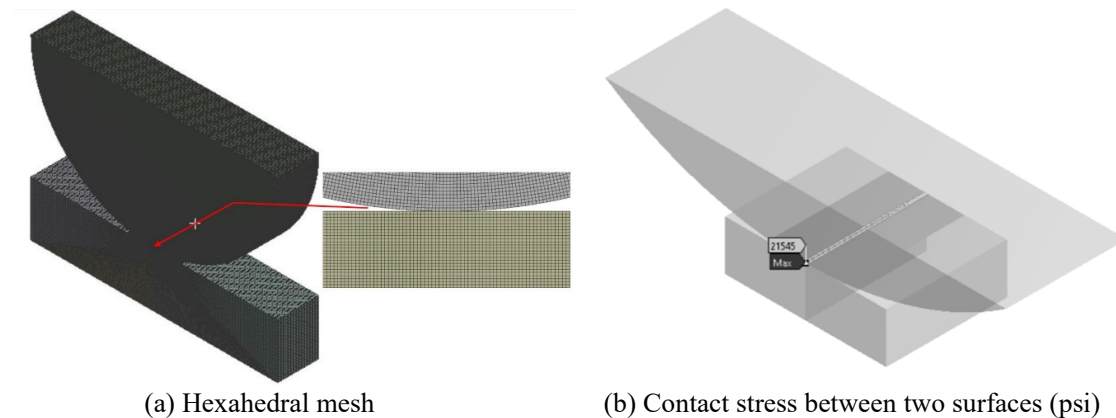 21545
Max
(a) Hexahedral mesh
(b) Contact stress between two surfaces (psi)